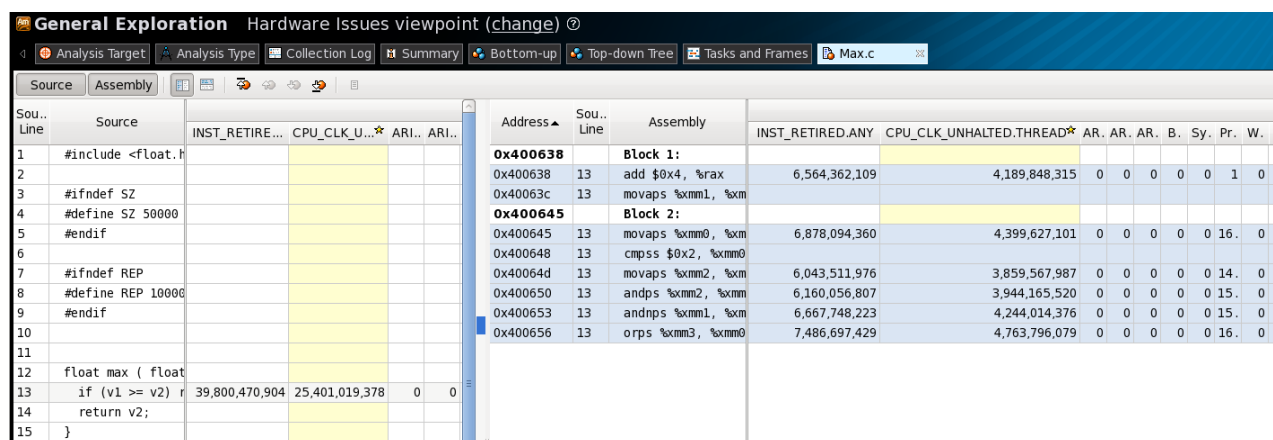 General Exploration Hardware Issues viewpoint (change)
Analysis Target Analysis Type Collection Log Summary Bottom-up Top-down Tree Tasks and Frames Max.c
Source Assembly
Sou.. Line Source INST_RETIRE... CPU_CLK_U... ARI.. ARI..
1 #include <float.h
2
3 #ifndef SZ
4 #define SZ 50000
5 #endif
6
7 #ifndef REP
8 #define REP 10000
9 #endif
10
11
12 float max ( float
13 if (v1 >= v2) r 39,800,470,904 25,401,019,378 0 0
14 return v2;
15 }
Address Sou.. Line Assembly INST_RETIRED.ANY CPU_CLK_UNHALTED.THREAD AR. AR. AR. B. Sy. Pr. W.
0x400638 Block 1:
0x400638 13 add $0x4, %rax 6,564,362,109 4,189,848,315 0 0 0 0 0 1 0
0x40063c 13 movaps %xmm1, %xm
0x400645 Block 2:
0x400645 13 movaps %xmm0, %xm 6,878,094,360 4,399,627,101 0 0 0 0 0 16. 0
0x400648 13 cmpss $0x2, %xmm0
0x40064d 13 movaps %xmm2, %xm 6,043,511,976 3,859,567,987 0 0 0 0 0 14. 0
0x400650 13 andps %xmm2, %xmm 6,160,056,807 3,944,165,520 0 0 0 0 0 15. 0
0x400653 13 andnps %xmm1, %xm 6,667,748,223 4,244,014,376 0 0 0 0 0 15. 0
0x400656 13 orps %xmm3, %xmm0 7,486,697,429 4,763,796,079 0 0 0 0 0 16. 0